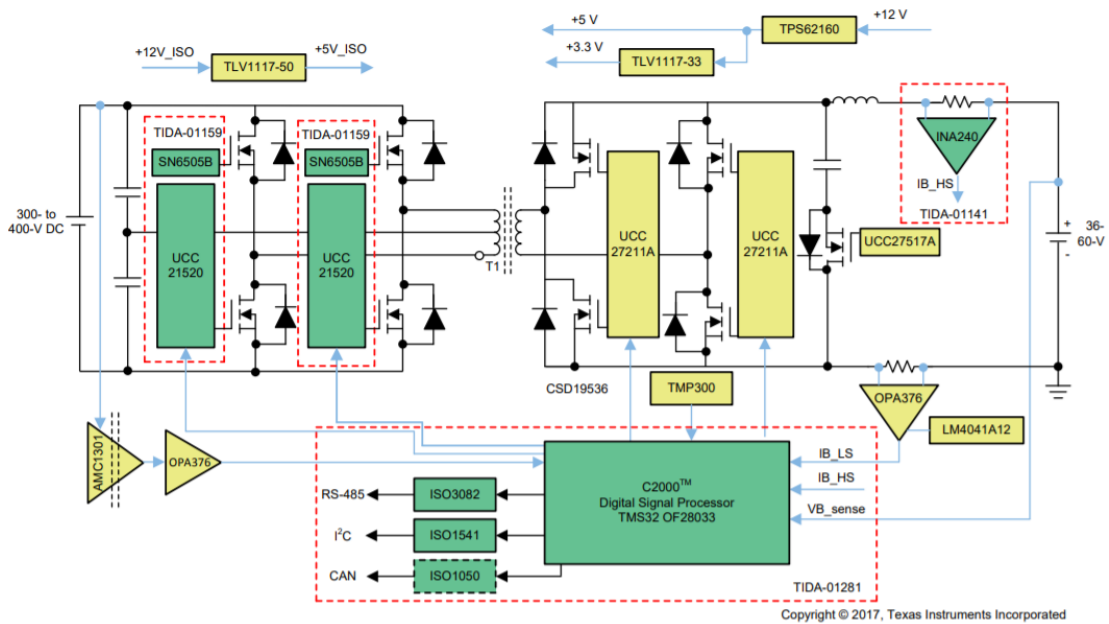 +12V_ISO
+5V_ISO
TLV1117-50
+5 V
+12 V
TPS62160
+3.3 V
TLV1117-33
TIDA-01159
TIDA-01159
SN6505B
SN6505B
INA240
IB_HS
TIDA-01141
300- to
400-V DC
UCC
21520
UCC
21520
T1
UCC
27211A
UCC
27211A
UCC27517A
+
36-
60-V
-
CSD19536
TMP300
OPA376
LM4041A12
AMC1301
OPA376
C2000™
Digital Signal Processor
TMS32 OF28033
IB_LS
IB_HS
VB_sense
RS-485
ISO3082
I²C
ISO1541
CAN
ISO1050
TIDA-01281
Copyright © 2017, Texas Instruments Incorporated